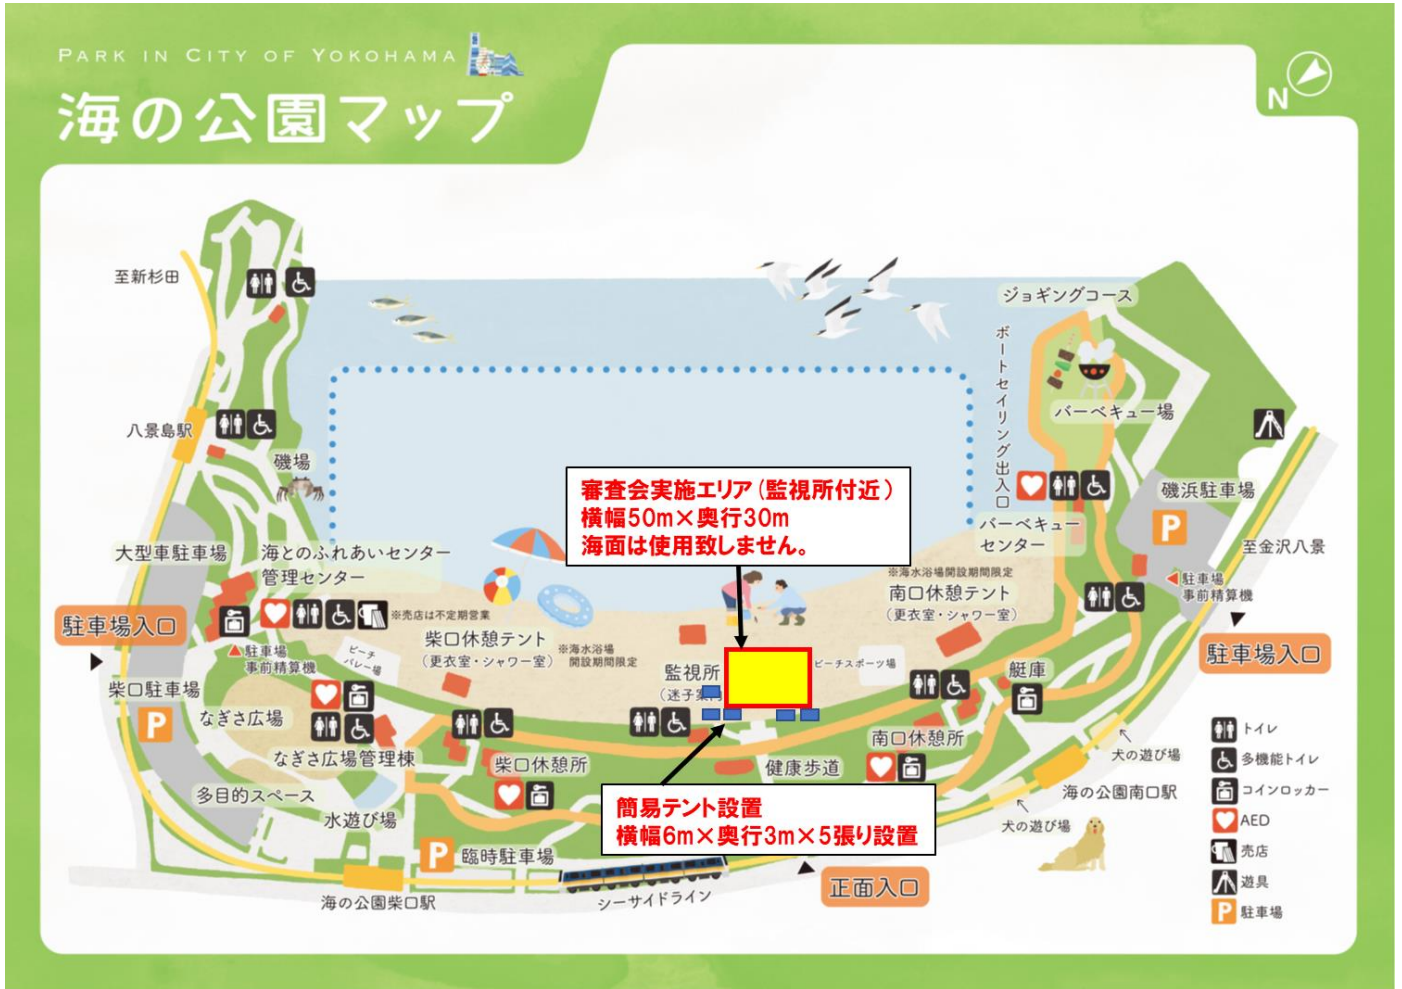 PARK IN CITY OF YOKOHAMA
海の公園マップ
N
至新杉田
ジョギングコース
ボートセイリング出入口
バーベキュー場
八景島駅
磯場
審査会実施エリア(監視所付近)
横幅50m×奥行30m
海面は使用致しません。
磯浜駐車場
P
バーベキュー
センター
至金沢八景
大型車駐車場
海とのふれあいセンター
管理センター
※海水浴場開設期間限定
南口休憩テント
(更衣室・シャワー室)
駐車場
事前精算機
※売店は不定期営業
駐車場入口
柴口休憩テント
(更衣室・シャワー室)
※海水浴場
開設期間限定
駐車場入口
駐車場
事前精算機
ビーチ
バレー場
監視所
(迷子案内
ビーチスポーツ場
艇庫
柴口駐車場
P
なぎさ広場
なぎさ広場管理棟
柴口休憩所
健康歩道
南口休憩所
犬の遊び場
海の公園南口駅
多目的スペース
水遊び場
簡易テント設置
横幅6m×奥行3m×5張り設置
犬の遊び場
P
臨時駐車場
正面入口
海の公園柴口駅
シーサイドライン
トイレ
多機能トイレ
コインロッカー
AED
売店
遊具
P
駐車場